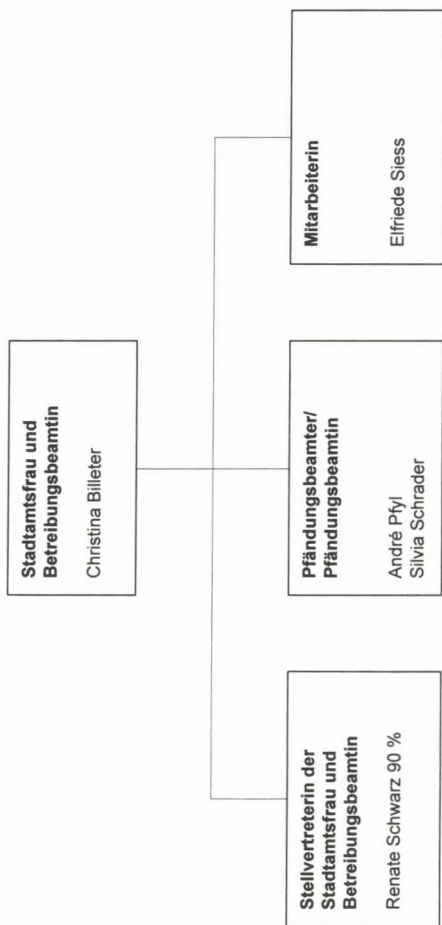 Stadtamtsfrau und
Betreibungsbeamtin
Christina Billeter
Stellvertreterin der
Stadtamtsfrau und
Betreibungsbeamtin
Renate Schwarz 90 %
Pfändungsbeamter/
Pfändungsbeamtin
André Pfyl
Silvia Schrader
Mitarbeiterin
Elfriede Siess